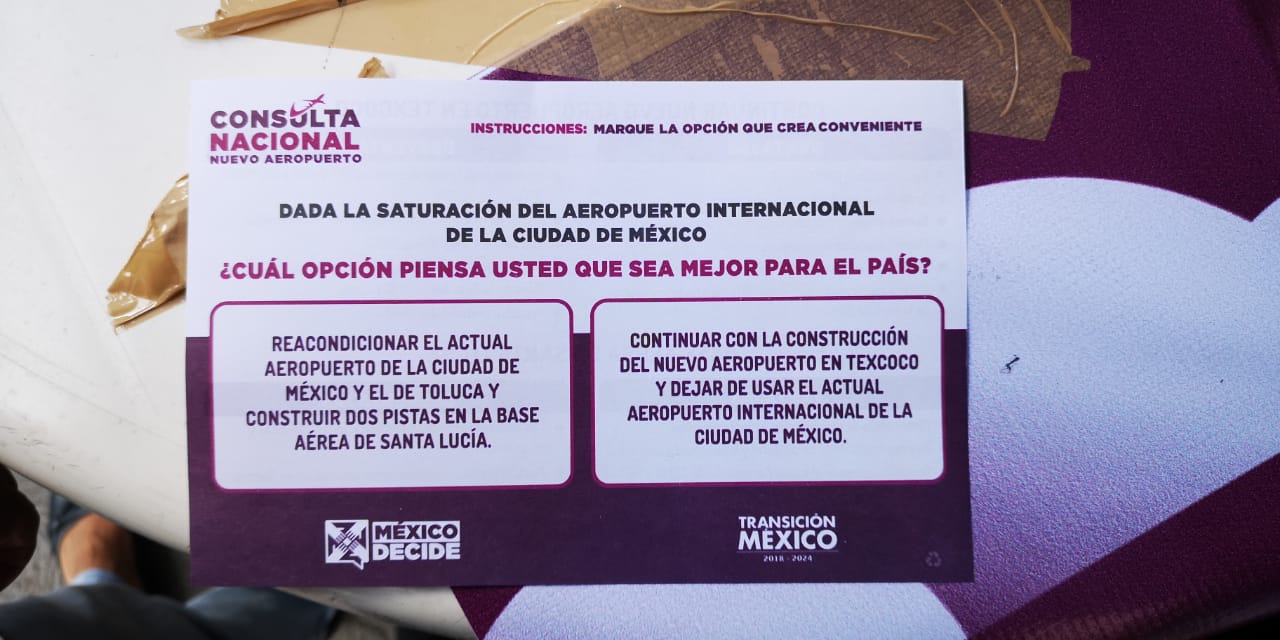 CONSULTA
NACIONAL
NUEVO AEROPUERTO
INSTRUCCIONES: MARQUE LA OPCIÓN QUE CREA CONVENIENTE
DADA LA SATURACIÓN DEL AEROPUERTO INTERNACIONAL
DE LA CIUDAD DE MÉXICO
¿CUÁL OPCIÓN PIENSA USTED QUE SEA MEJOR PARA EL PAÍS?
REACONDICIONAR EL ACTUAL
AEROPUERTO DE LA CIUDAD DE
MÉXICO Y EL DE TOLUCA Y
CONSTRUIR DOS PISTAS EN LA BASE
AÉREA DE SANTA LUCÍA.
CONTINUAR CON LA CONSTRUCCIÓN
DEL NUEVO AEROPUERTO EN TEXCOCO
Y DEJAR DE USAR EL ACTUAL
AEROPUERTO INTERNACIONAL DE LA
CIUDAD DE MÉXICO.
MÉXICO
DECIDE
TRANSICIÓN
MÉXICO
2018 - 2024